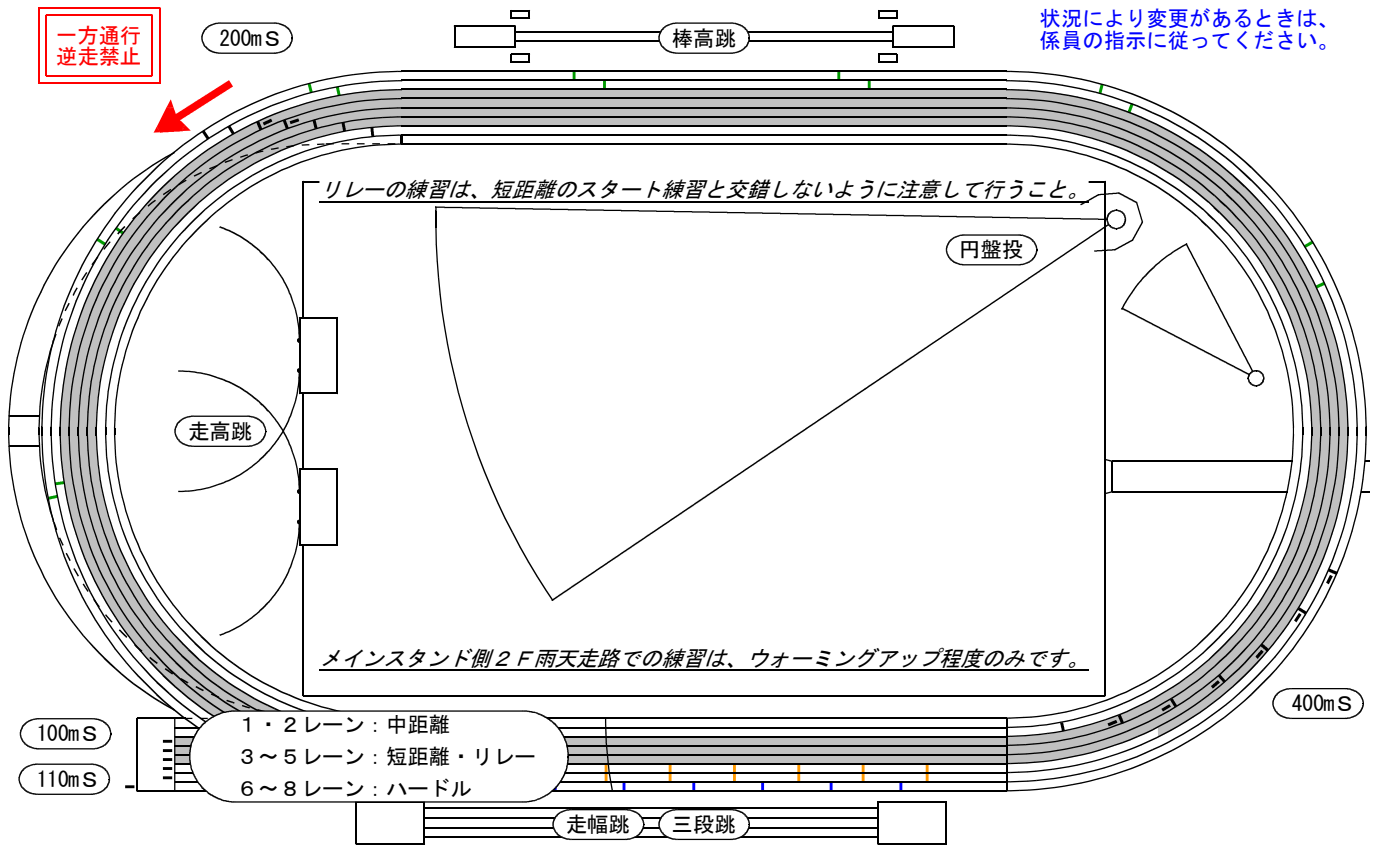 一方通行
逆走禁止
200mS
棒高跳
状況により変更があるときは、
係員の指示に従ってください。
リレーの練習は、短距離のスタート練習と交錯しないように注意して行うこと。
円盤投
走高跳
メインスタンド側２Ｆ雨天走路での練習は、ウォーミングアップ程度のみです。
400mS
100mS
110mS
１・２レーン：中距離
３～５レーン：短距離・リレー
６～８レーン：ハードル
走幅跳
三段跳